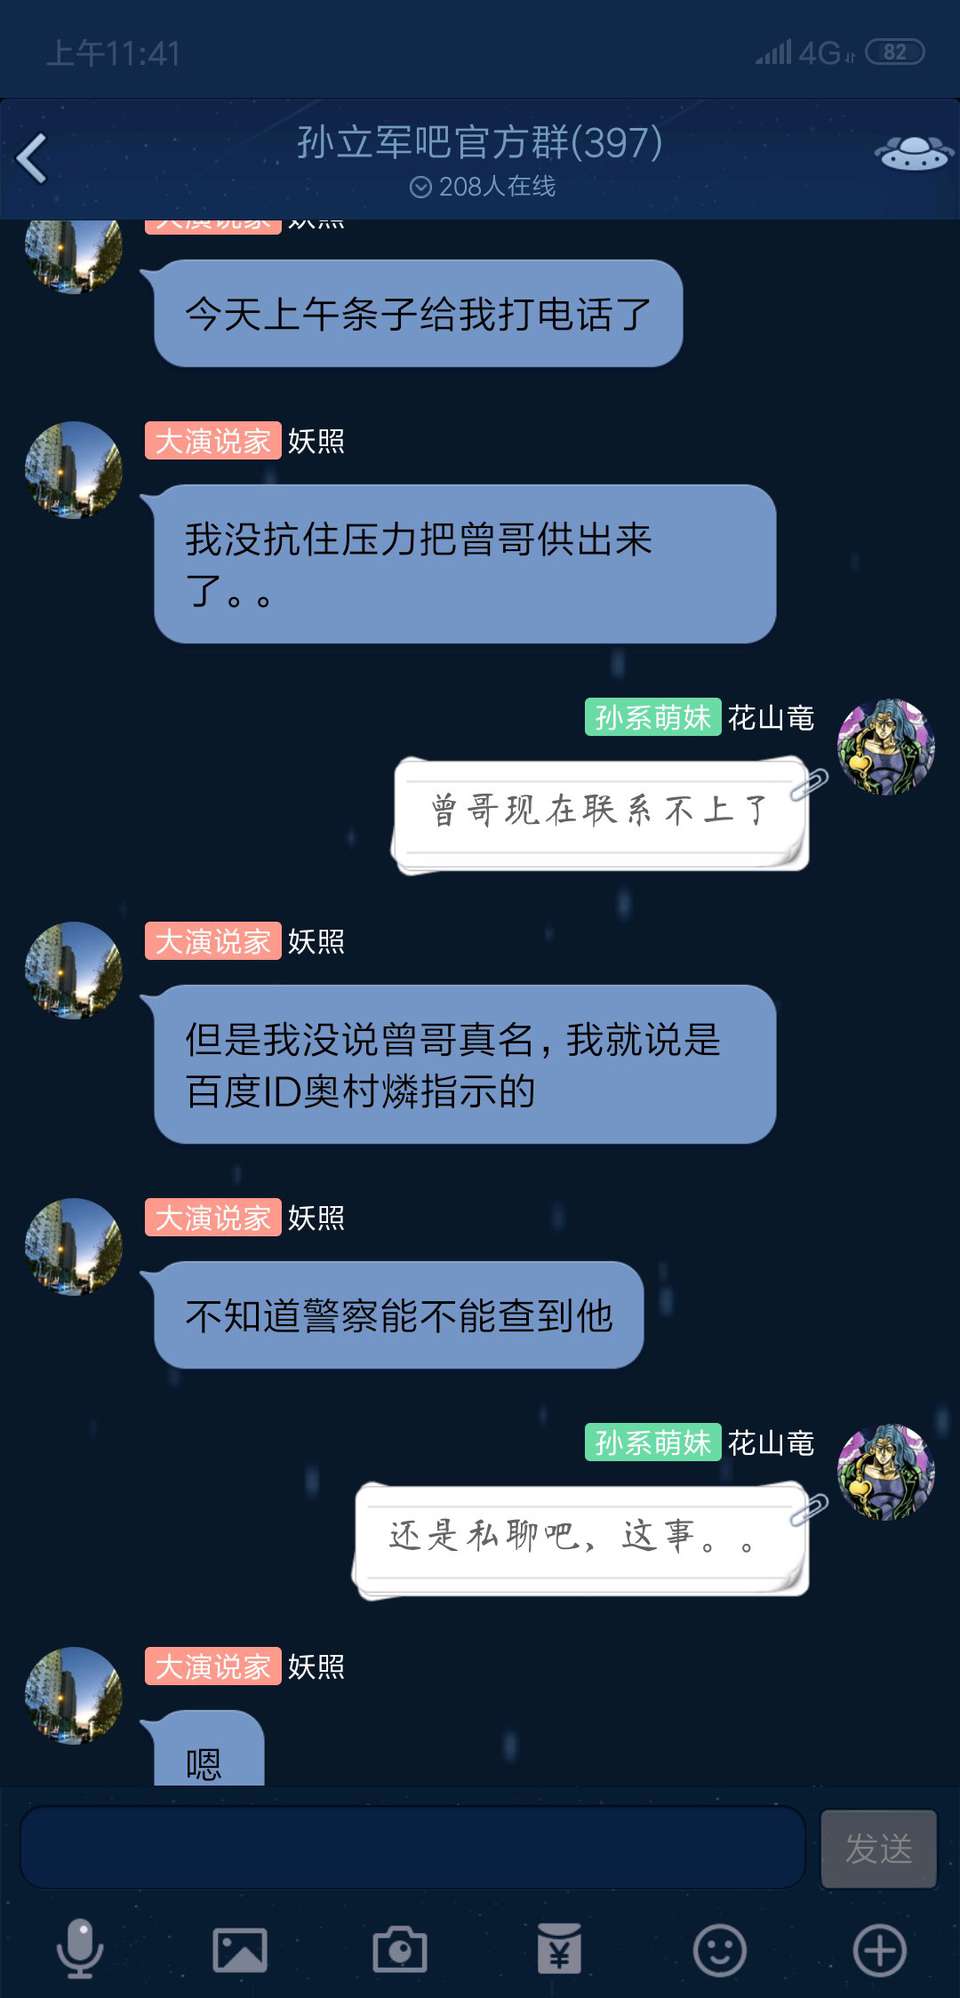 上午11:41
4G
82
孙立军吧官方群(397)
208人在线
大演说家 妖照
今天上午条子给我打电话了
大演说家 妖照
我没抗住压力把曾哥供出来
了。。
孙系萌妹 花山竜
曾哥现在联系不上了
大演说家 妖照
但是我没说曾哥真名，我就说是
百度ID奥村燐指示的
大演说家 妖照
不知道警察能不能查到他
孙系萌妹 花山竜
还是私聊吧，这事。。
大演说家 妖照
嗯
发送